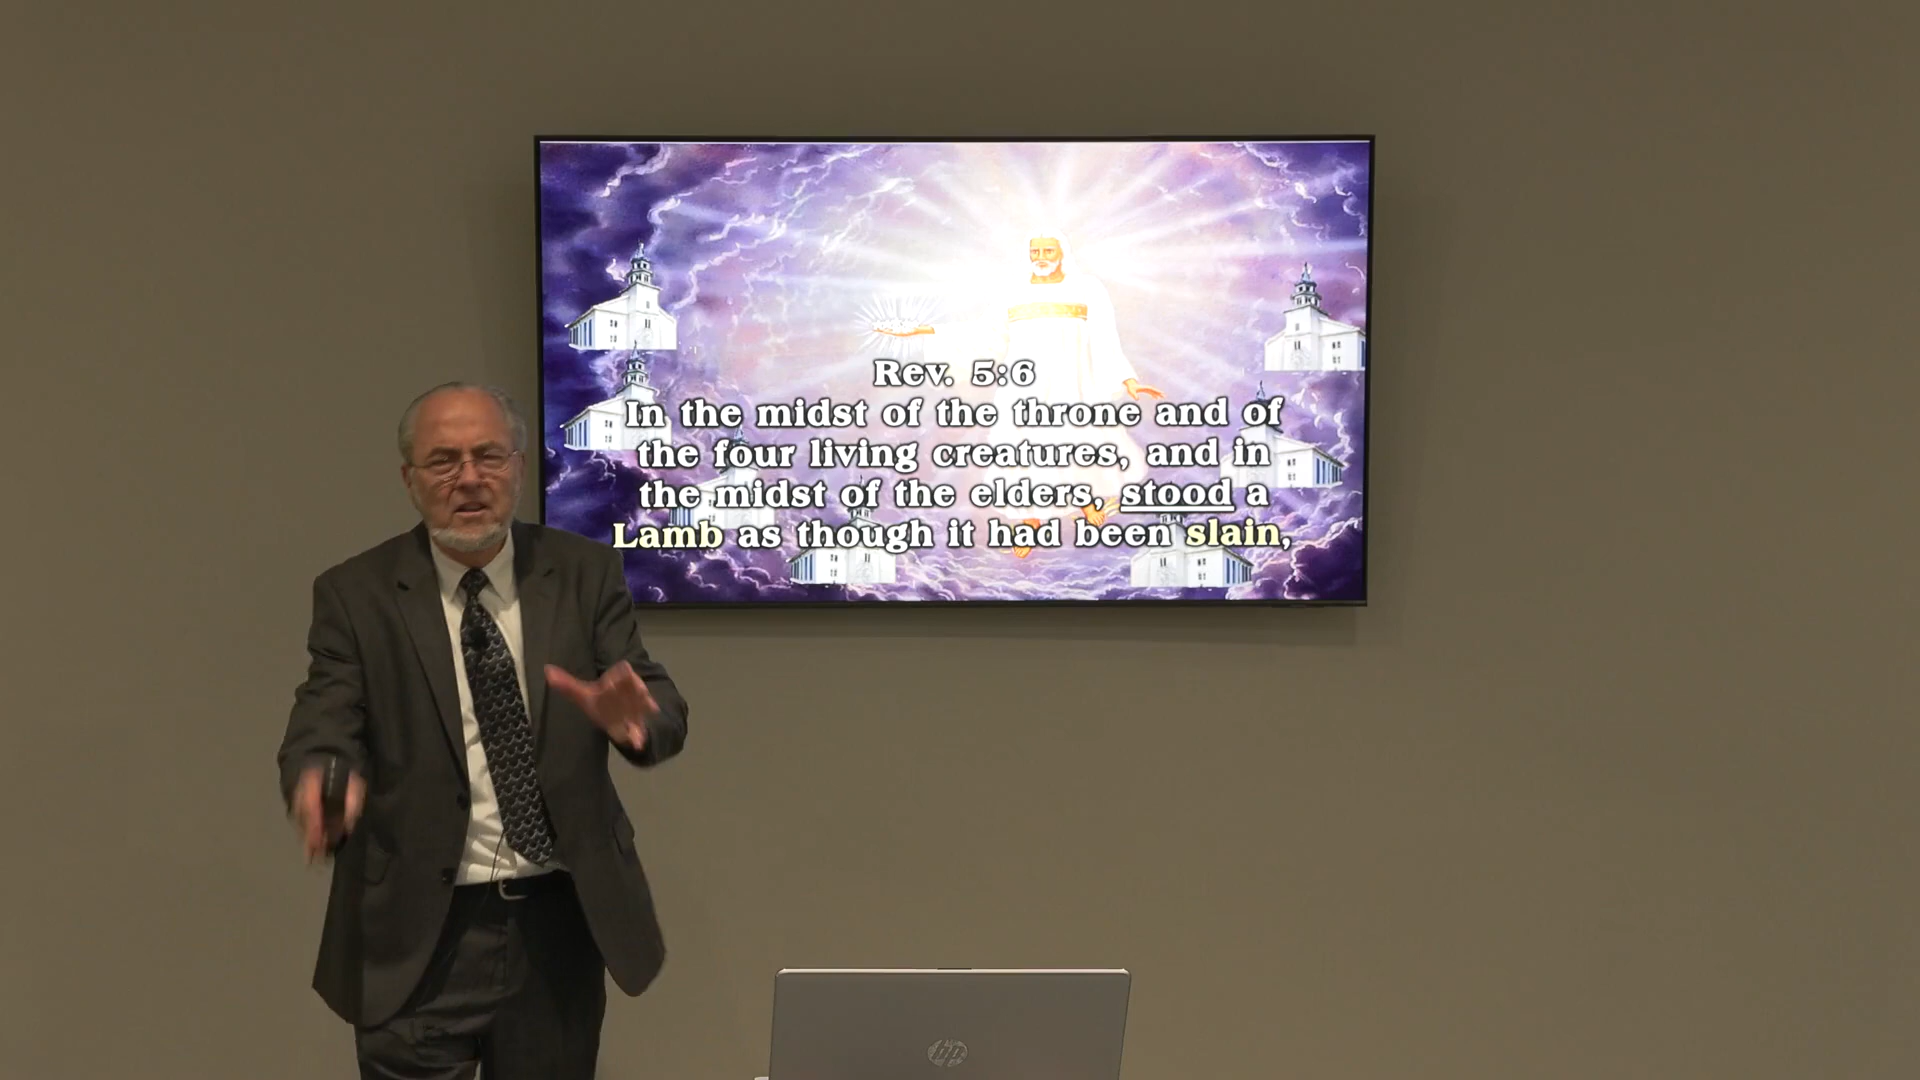 Rev. 5:6
In the midst of the throne and of
the four living creatures, and in
the midst of the elders, stood a
Lamb as though it had been slain,
hp